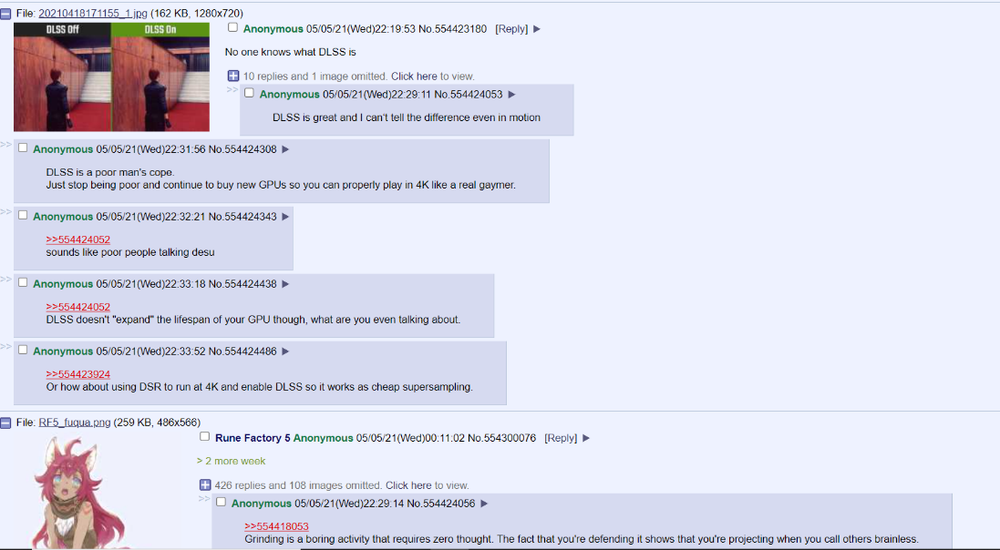 File: 20210418171155_1.jpg (162 KB, 1280x720)
DLSS Off DLSS On
Anonymous 05/05/21(Wed)22:19:53 No.554423180 [Reply] ▶
No one knows what DLSS is
10 replies and 1 image omitted. Click here to view.
>> Anonymous 05/05/21(Wed)22:29:11 No.554424053 ▶
DLSS is great and I can't tell the difference even in motion
>> Anonymous 05/05/21(Wed)22:31:56 No.554424308 ▶
DLSS is a poor man's cope.
Just stop being poor and continue to buy new GPUs so you can properly play in 4K like a real gaymer.
>> Anonymous 05/05/21(Wed)22:32:21 No.554424343 ▶
>>554424052
sounds like poor people talking desu
>> Anonymous 05/05/21(Wed)22:33:18 No.554424438 ▶
>>554424052
DLSS doesn't "expand" the lifespan of your GPU though, what are you even talking about.
>> Anonymous 05/05/21(Wed)22:33:52 No.554424486 ▶
>>554423924
Or how about using DSR to run at 4K and enable DLSS so it works as cheap supersampling.
File: RF5_fuqua.png (259 KB, 486x566)
Rune Factory 5 Anonymous 05/05/21(Wed)00:11:02 No.554300076 [Reply] ▶
> 2 more week
426 replies and 108 images omitted. Click here to view.
>> Anonymous 05/05/21(Wed)22:29:14 No.554424056 ▶
>>554418053
Grinding is a boring activity that requires zero thought. The fact that you're defending it shows that you're projecting when you call others brainless.